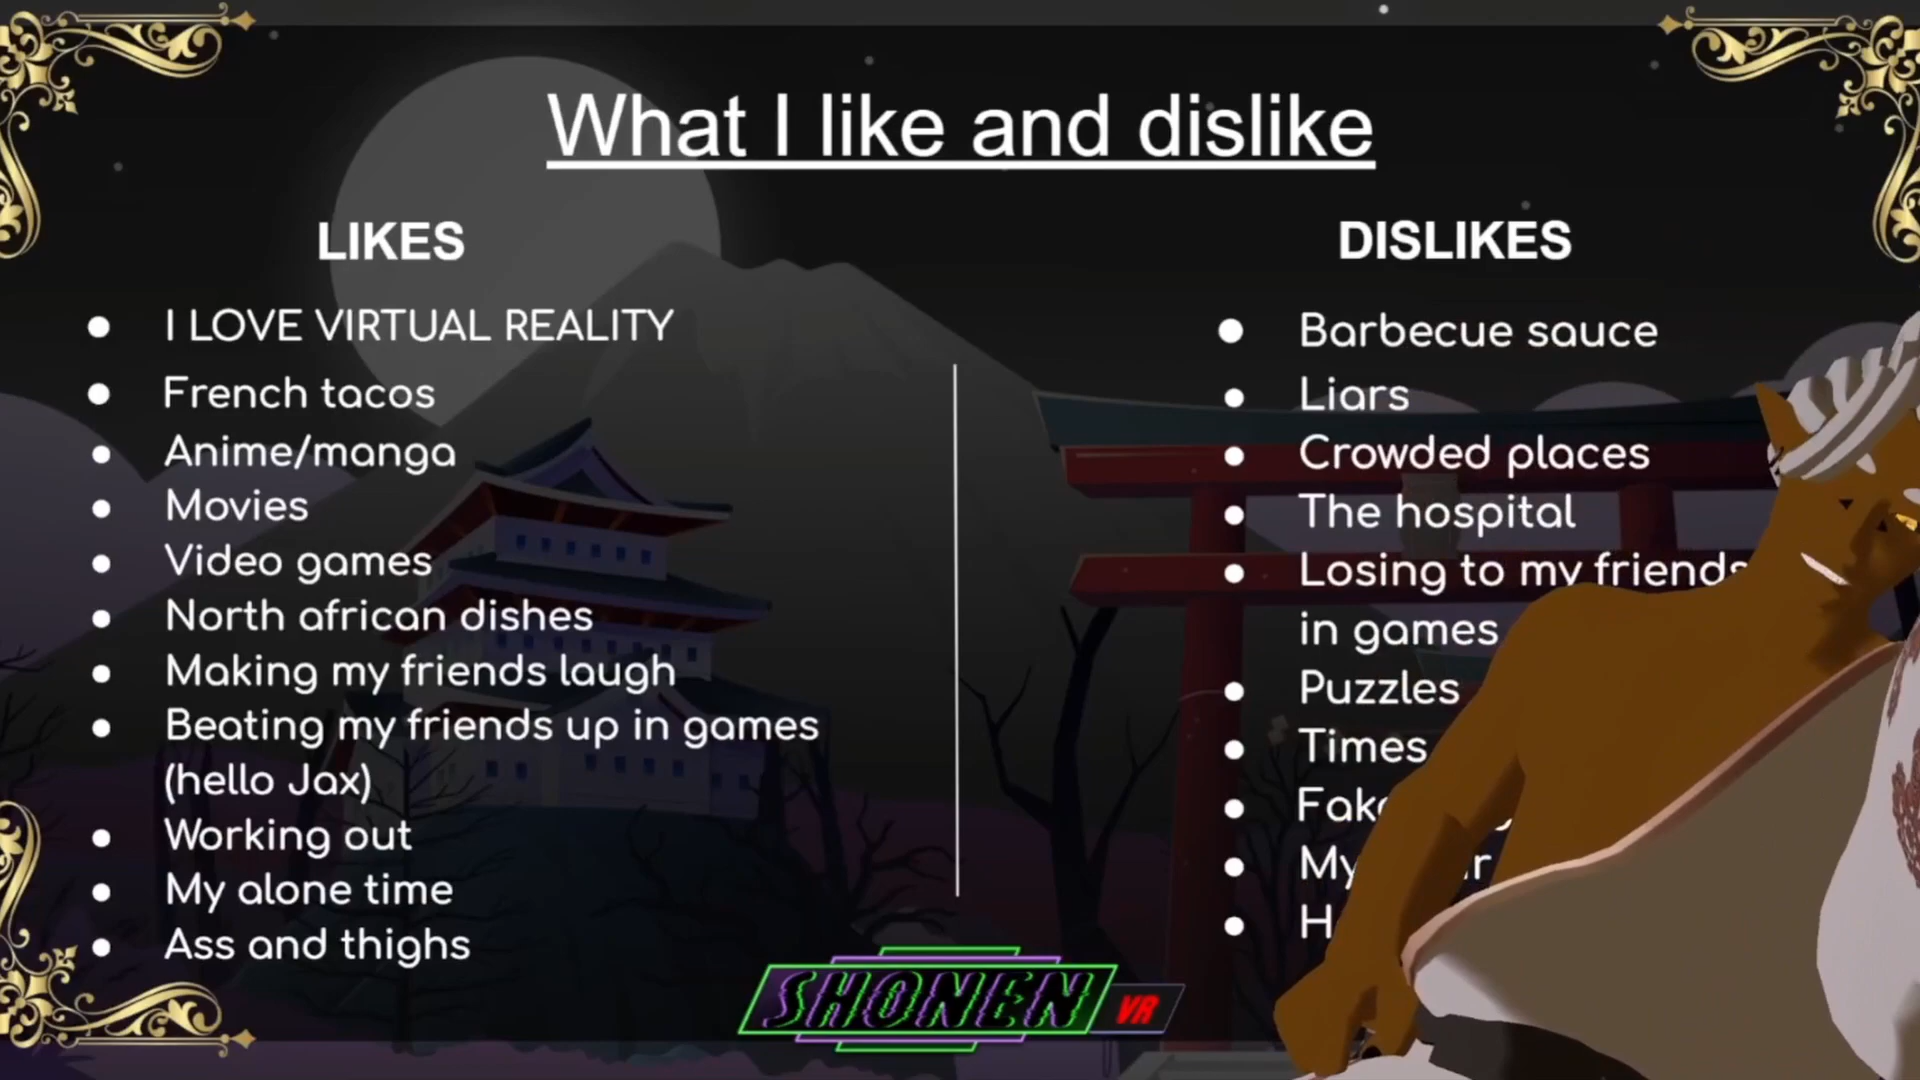 What I like and dislike
LIKES
I LOVE VIRTUAL REALITY
French tacos
Anime/manga
Movies
Video games
North african dishes
Making my friends laugh
Beating my friends up in games
(hello Jax)
Working out
My alone time
Ass and thighs
DISLIKES
Barbecue sauce
Liars
Crowded places
The hospital
Losing to my friends
in games
Puzzles
Times
My
SHONEN VR